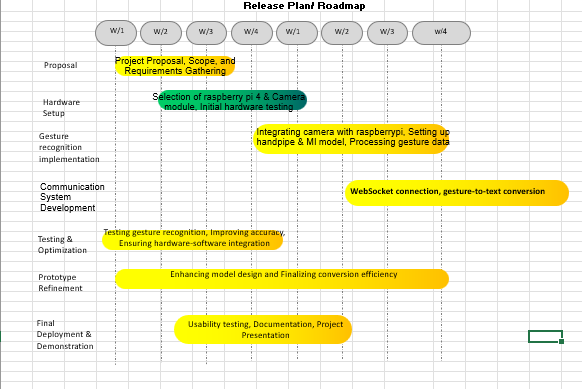 Release Plan/ Roadmap
W/1 W/2 W/3 W/4 W/1 W/2 W/3 w/4
Proposal
Project Proposal, Scope, and
Requirements Gathering
Hardware
Setup
Selection of raspberry pi 4 & Camera
module, Initial hardware testing
Gesture
recognition
implementation
Integrating camera with raspberrypi, Setting up
handpipe & Ml model, Processing gesture data
Communication
System
Development
WebSocket connection, gesture-to-text conversion
Testing &
Optimization
Testing gesture recognition, Improving accuracy,
Ensuring hardware-software integration
Prototype
Refinement
Enhancing model design and Finalizing conversion efficiency
Final
Deployment &
Demonstration
Usability testing, Documentation, Project
Presentation